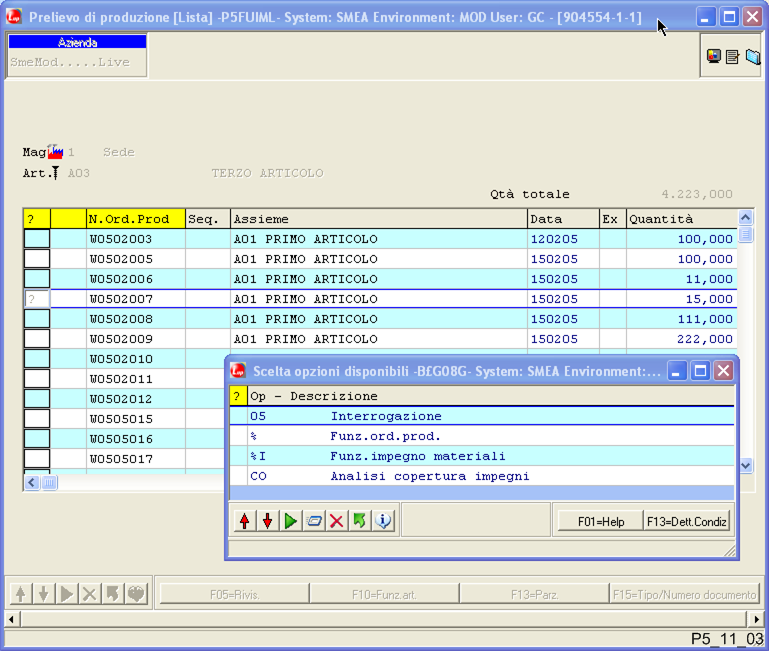 Prelievo di produzione [Lista] -P5FUIML- System: SMEA Environment: MOD User: GC - [904554-1-1]
Azienda
SmeMod.....Live
Mag 1 Sede
Art. A03 TERZO ARTICOLO
Qtà totale 4.223,000
? N.Ord.Prod Seq. Assieme Data Ex Quantità
W0502003 A01 PRIMO ARTICOLO 120205 100,000
W0502005 A01 PRIMO ARTICOLO 150205 100,000
W0502006 A01 PRIMO ARTICOLO 150205 11,000
? W0502007 A01 PRIMO ARTICOLO 150205 15,000
W0502008 A01 PRIMO ARTICOLO 150205 111,000
W0502009 A01 PRIMO ARTICOLO 150205 222,000
W0502010
W0502011
W0502012
W0505015
W0505016
W0505017
Scelta opzioni disponibili -B£G08G- System: SMEA Environment:...
? Op - Descrizione
05 Interrogazione
% Funz.ord.prod.
%I Funz.impegno materiali
CO Analisi copertura impegni
F01=Help F13=Dett.Condiz
F05=Rivis. F10=Funz.art. F13=Parz. F15=Tipo/Numero documento
P5_11_03